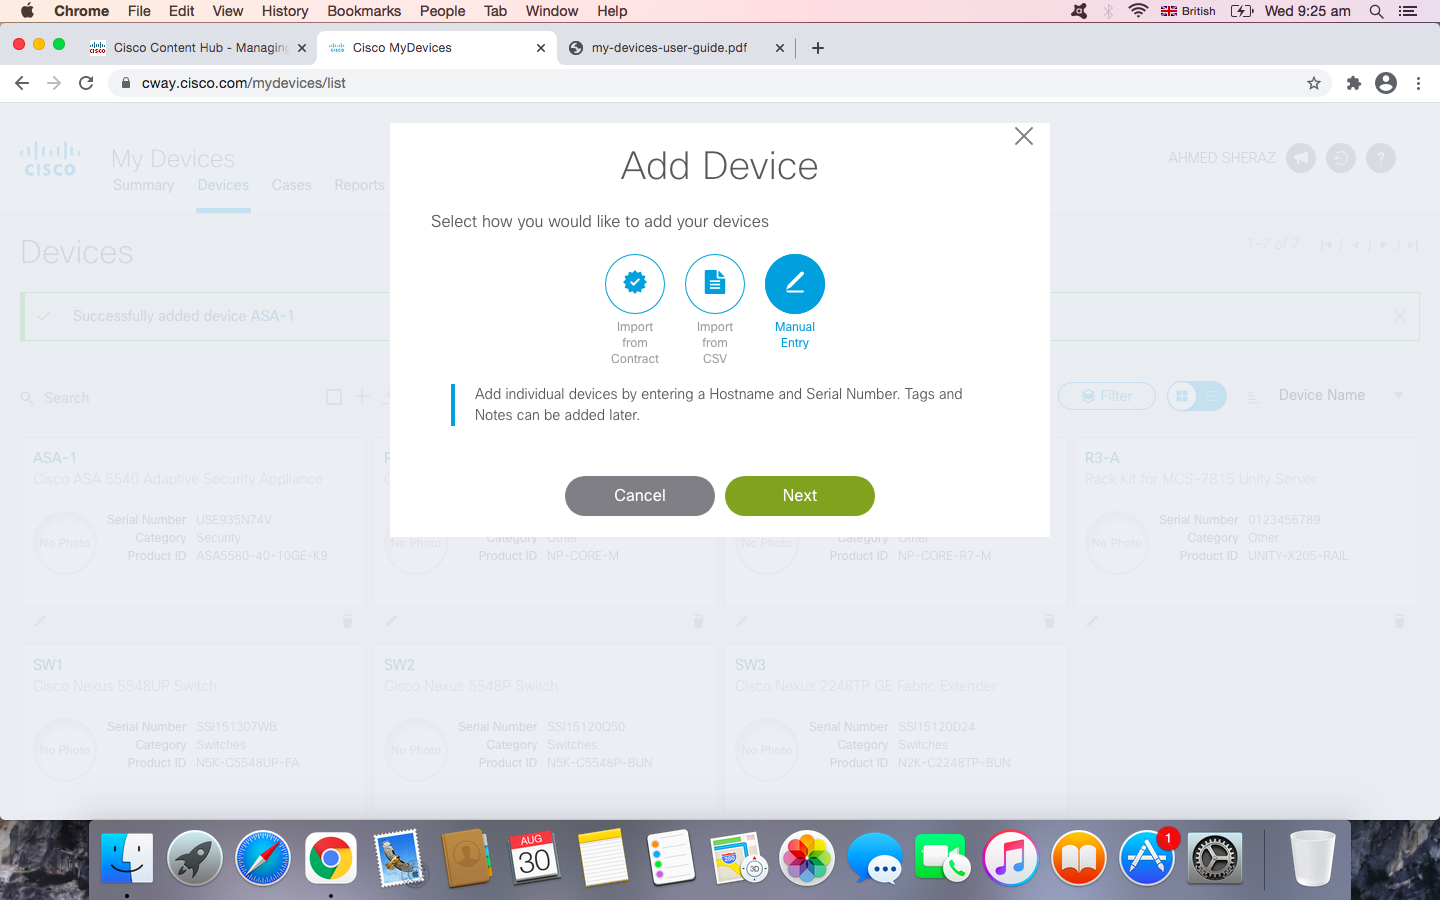 Chrome File Edit View History Bookmarks People Tab Window Help British Wed 9:25 am
Cisco Content Hub - Managing Cisco MyDevices my-devices-user-guide.pdf
cway.cisco.com/mydevices/list
CISCO
My Devices
AHMED SHERAZ
Summary Devices Cases Reports
Devices
1-7 of 7
Successfully added device ASA-1
Search
Filter
Device Name
Add Device
Select how you would like to add your devices
Import
from
Contract
Import
from
CSV
Manual
Entry
Add individual devices by entering a Hostname and Serial Number. Tags and
Notes can be added later.
Cancel Next
ASA-1
Cisco ASA 5540 Adaptive Security Appliance
No Photo
Serial Number USE935N74V
Category Security
Product ID ASA5580-40-10GE-K9
No Photo
Category Other
Product ID NP-CORE-M
No Photo
Category Other
Product ID NP-CORE-R7-M
R3-A
Rack Kit for MCS-7815 Unity Server
No Photo
Serial Number 0123456789
Category Other
Product ID UNITY-X205-RAIL
SW1
Cisco Nexus 5548UP Switch
No Photo
Serial Number SSI151307WB
Category Switches
Product ID N5K-C5548UP-FA
SW2
Cisco Nexus 5548P Switch
No Photo
Serial Number SSI15120Q50
Category Switches
Product ID N5K-C5548P-BUN
SW3
Cisco Nexus 2248TP GE Fabric Extender
No Photo
Serial Number SSI15120D24
Category Switches
Product ID N2K-C2248TP-BUN
AUG
30
280
3D
1